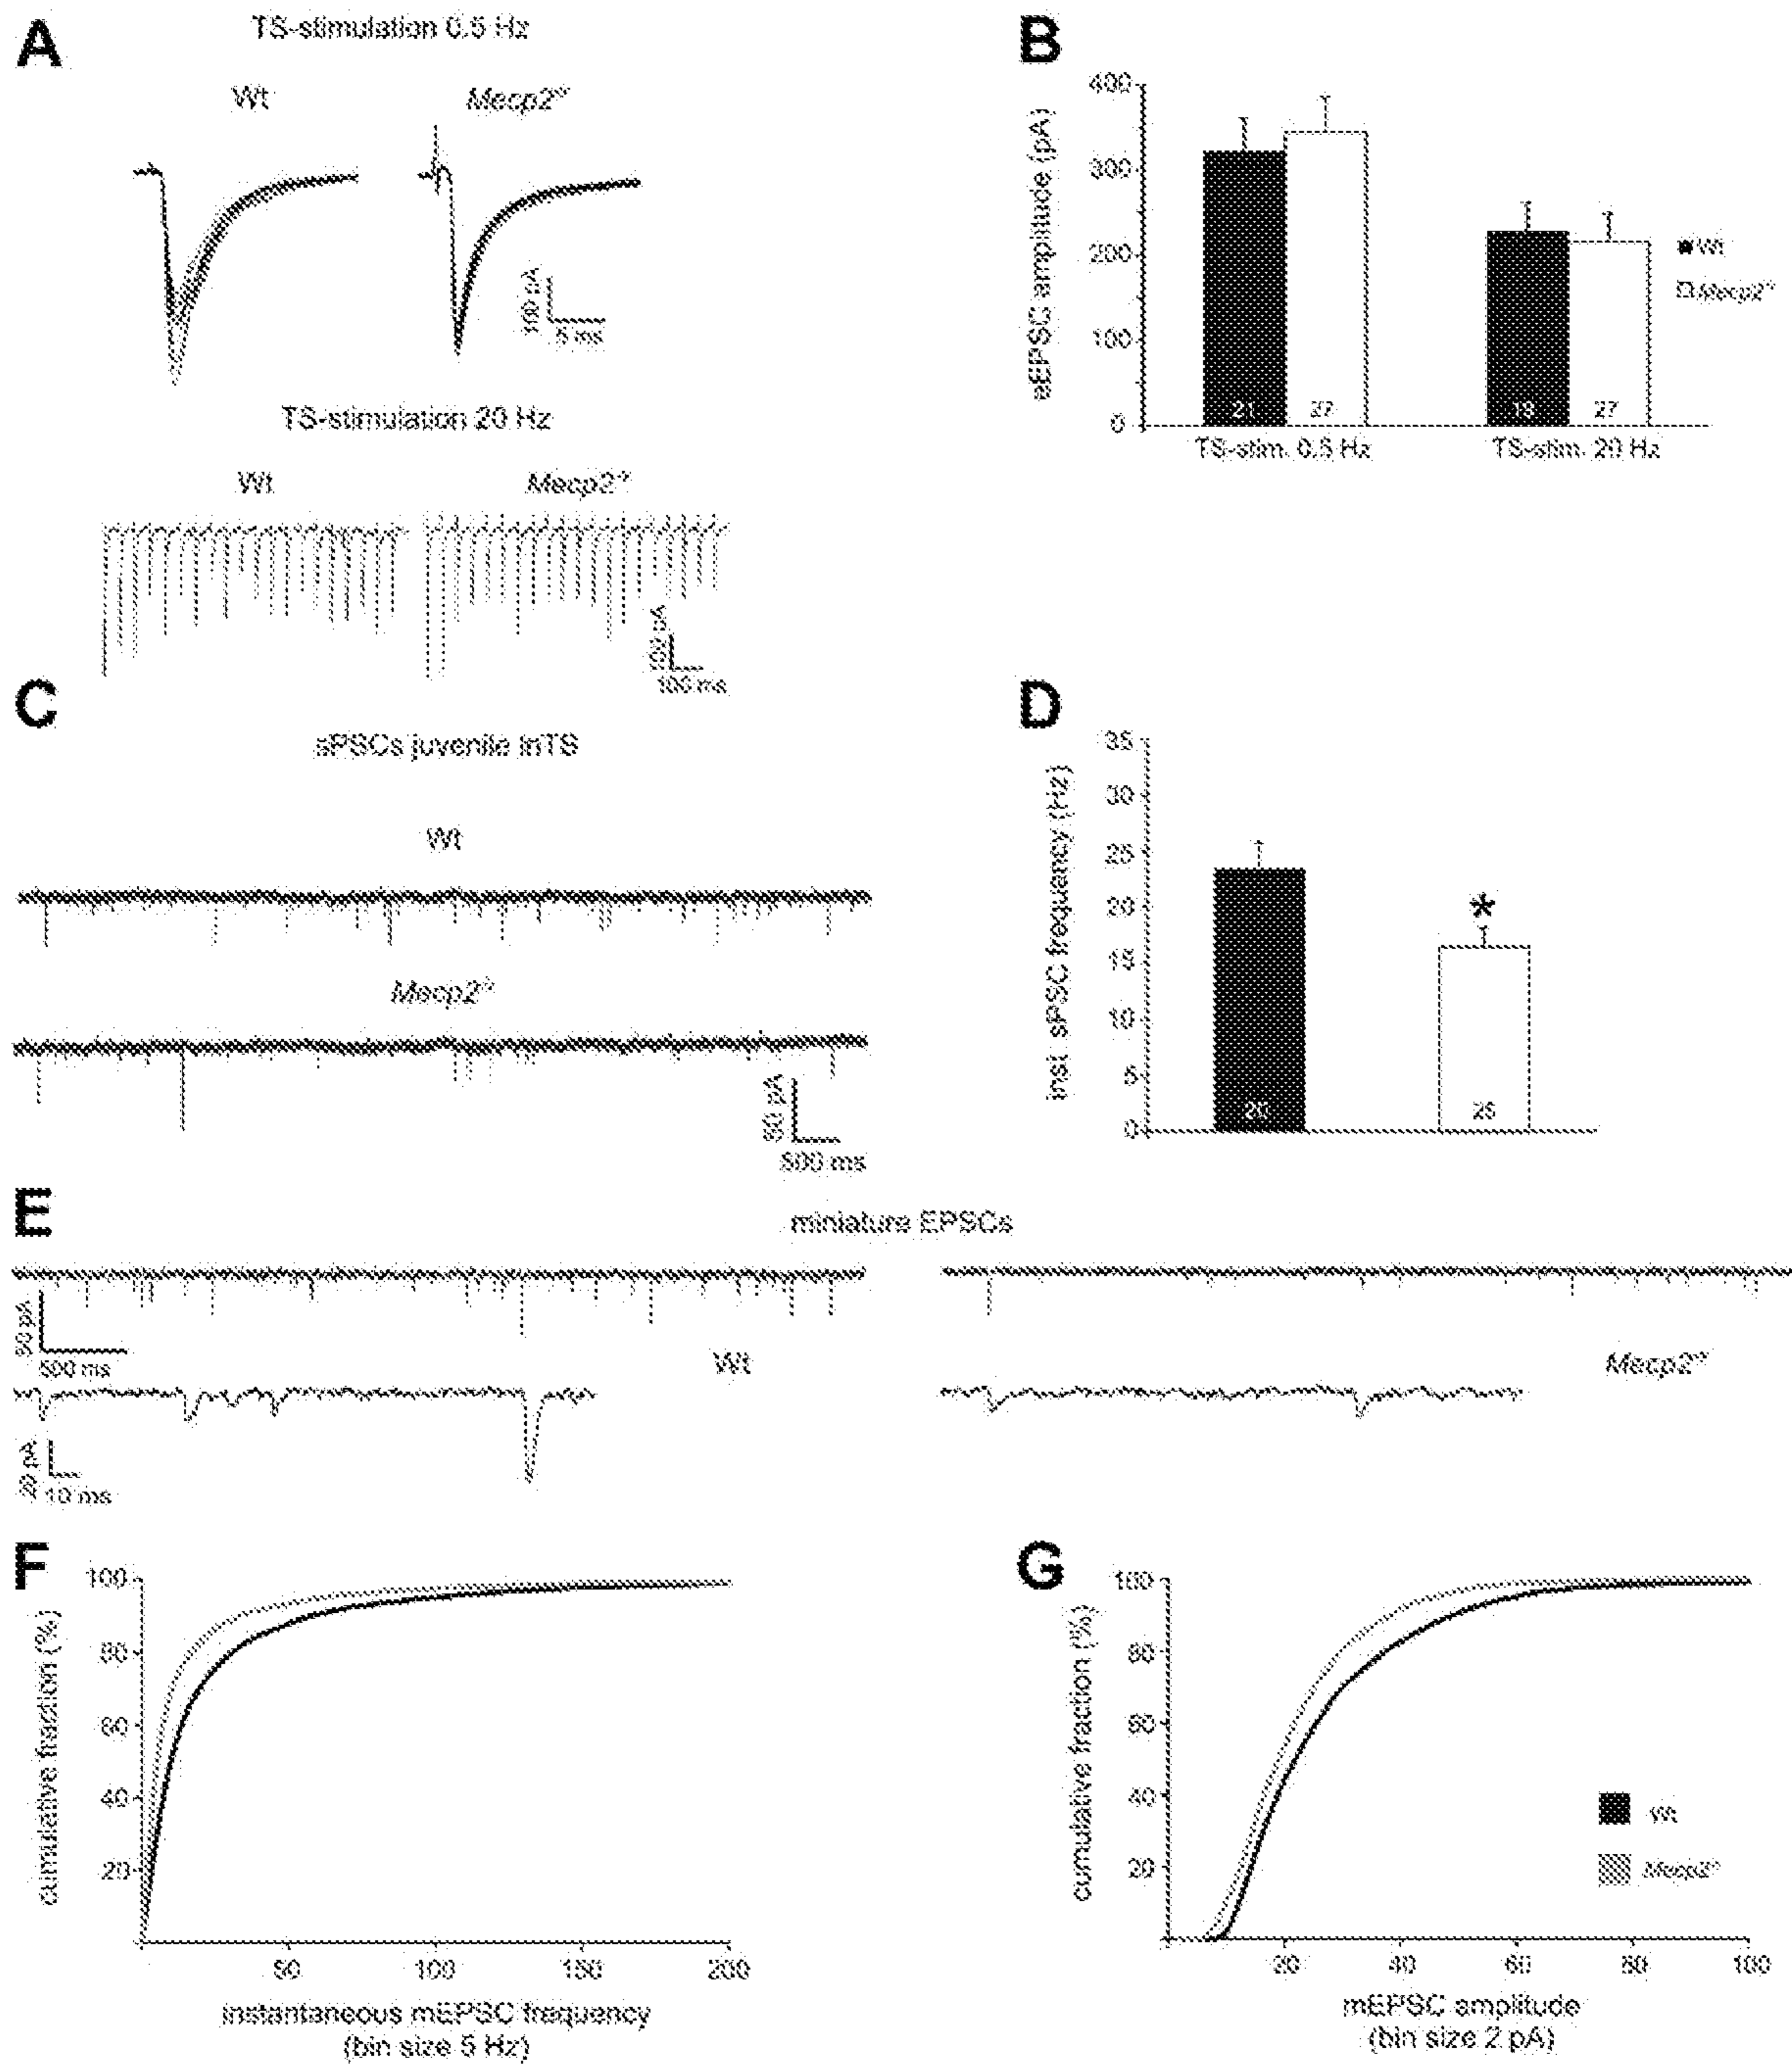 A
TS-stimulation 0.5 Hz
Wt
Mecp2
100 pA
5 ms
TS-stimulation 20 Hz
Wt
Mecp2
100 ms
B
eEPSC amplitude (pA)
400
300
200
100
0
21
27
27
TS-stim. 0.5 Hz
TS-stim. 20 Hz
Wt
Mecp2
C
sPSCs juvenile lnTS
Wt
Mecp2
50 pA
500 ms
D
inst. sPSC frequency (Hz)
35
30
25
20
15
10
5
0
*
E
miniature EPSCs
50 pA
500 ms
Wt
Mecp2
20 pA
10 ms
F
cumulative fraction (%)
100
80
60
40
20
50
100
150
200
instantaneous mEPSC frequency
(bin size 5 Hz)
G
cumulative fraction (%)
100
80
60
40
20
20
40
60
80
100
Wt
Mecp2
mEPSC amplitude
(bin size 2 pA)